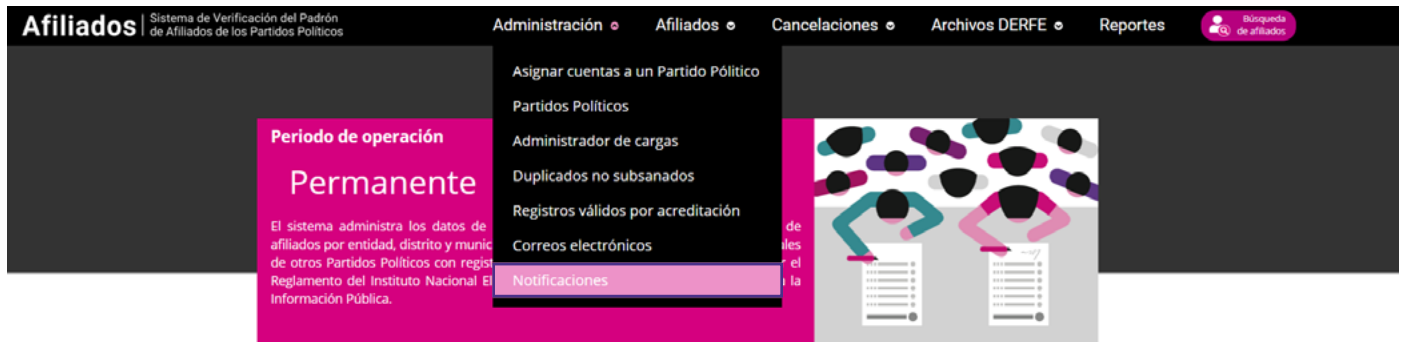 Afiliados
Sistema de Verificación del Padrón
de Afiliados de los Partidos Políticos
Administración
Afiliados
Cancelaciones
Archivos DERFE
Reportes
Búsqueda
de afiliados
Asignar cuentas a un Partido Pólitico
Partidos Políticos
Administrador de cargas
Duplicados no subsanados
Registros válidos por acreditación
Correos electrónicos
Notificaciones
Periodo de operación
Permanente
El sistema administra los datos de de
afiliados por entidad, distrito y
de otros Partidos Políticos con el
Reglamento del Instituto Nacional la
Información Pública.